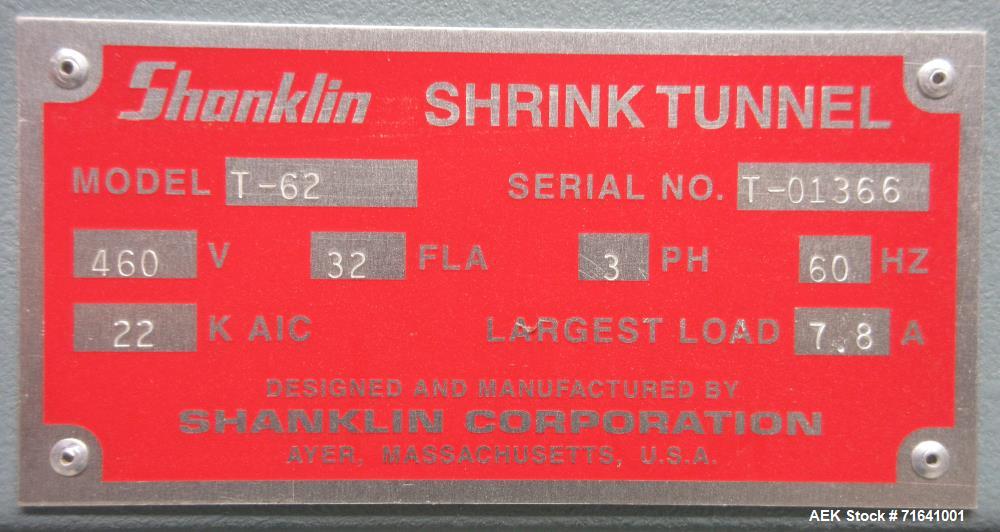 Shanklin SHRINK TUNNEL
MODEL T-62 SERIAL NO. T-01366
460 V 32 FLA 3 PH 60 HZ
22 K AIC LARGEST LOAD 7.8 A
DESIGNED AND MANUFACTURED BY
SHANKLIN CORPORATION
AYER, MASSACHUSETTS, U.S.A.
AEK Stock # 71641001